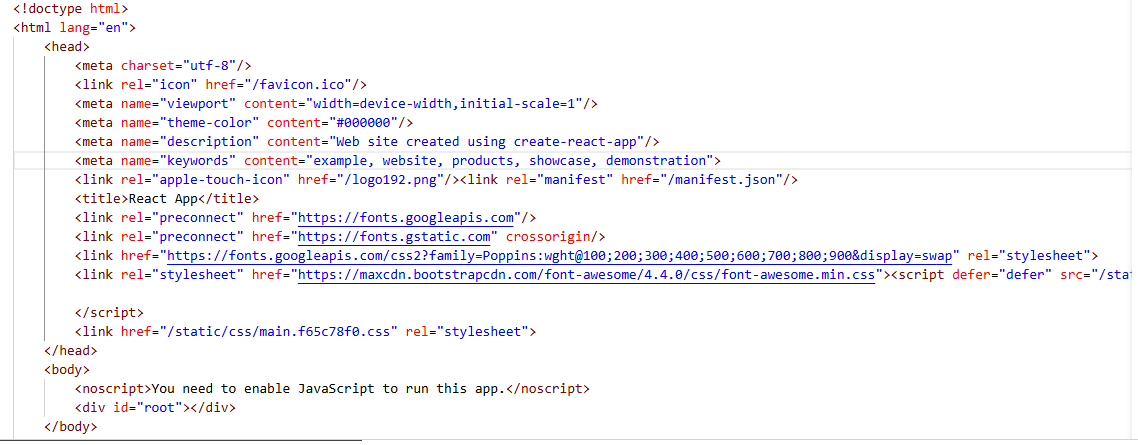 <!doctype html>
<html lang="en">
<head>
<meta charset="utf-8"/>
<link rel="icon" href="/favicon.ico"/>
<meta name="viewport" content="width=device-width,initial-scale=1"/>
<meta name="theme-color" content="#000000"/>
<meta name="description" content="Web site created using create-react-app"/>
<meta name="keywords" content="example, website, products, showcase, demonstration">
<link rel="apple-touch-icon" href="/logo192.png"/><link rel="manifest" href="/manifest.json"/>
<title>React App</title>
<link rel="preconnect" href="https://fonts.googleapis.com"/>
<link rel="preconnect" href="https://fonts.gstatic.com" crossorigin/>
<link href="https://fonts.googleapis.com/css2?family=Poppins:wght@100;200;300;400;500;600;700;800;900&display=swap" rel="stylesheet">
<link rel="stylesheet" href="https://maxcdn.bootstrapcdn.com/font-awesome/4.4.0/css/font-awesome.min.css"><script defer="defer" src="/sta
</script>
<link href="/static/css/main.f65c78f0.css" rel="stylesheet">
</head>
<body>
<noscript>You need to enable JavaScript to run this app.</noscript>
<div id="root"></div>
</body>